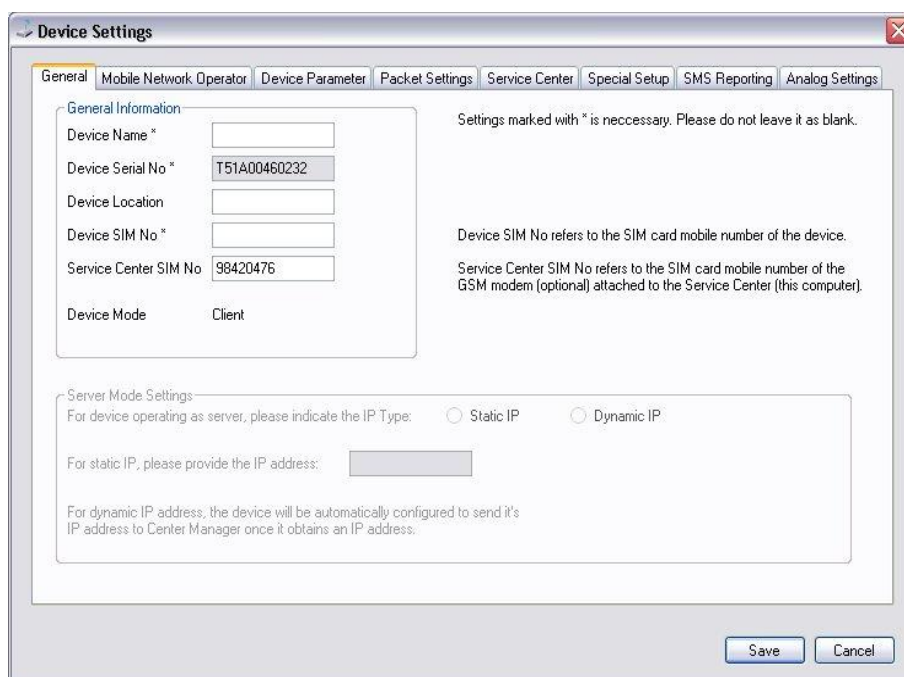 Device Settings
General Mobile Network Operator Device Parameter Packet Settings Service Center Special Setup SMS Reporting Analog Settings
General Information
Settings marked with * is neccessary. Please do not leave it as blank.
Device Name *
Device Serial No * T51A00460232
Device Location
Device SIM No * Device SIM No refers to the SIM card mobile number of the device.
Service Center SIM No 98420476 Service Center SIM No refers to the SIM card mobile number of the
GSM modem (optional) attached to the Service Center (this computer).
Device Mode Client
Server Mode Settings
For device operating as server, please indicate the IP Type: Static IP Dynamic IP
For static IP, please provide the IP address:
For dynamic IP address, the device will be automatically configured to send it's
IP address to Center Manager once it obtains an IP address.
Save Cancel